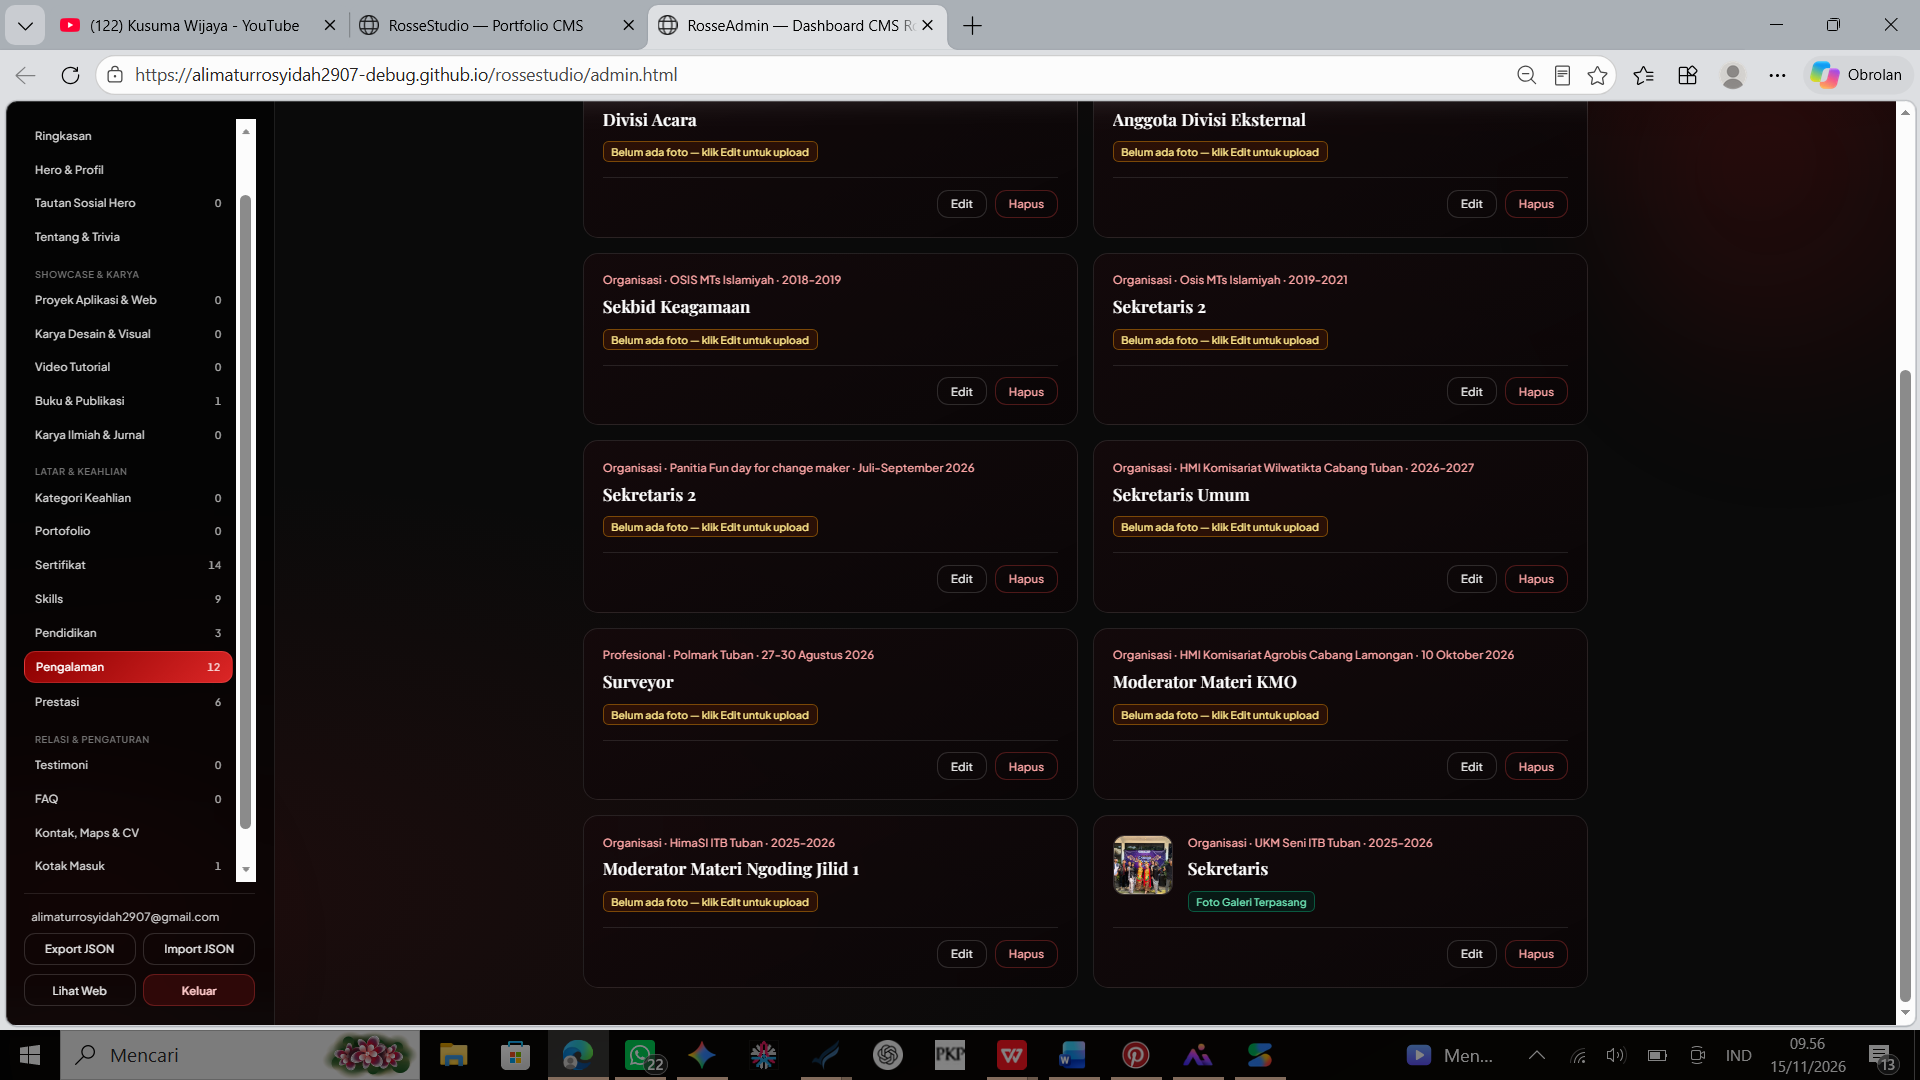 (122) Kusuma Wijaya - YouTube
RosseStudio — Portfolio CMS
RosseAdmin — Dashboard CMS R
https://alimaturrosyidah2907-debug.github.io/rossestudio/admin.html
Obrolan
Ringkasan
Hero & Profil
Tautan Sosial Hero 0
Tentang & Trivia
SHOWCASE & KARYA
Proyek Aplikasi & Web 0
Karya Desain & Visual 0
Video Tutorial 0
Buku & Publikasi 1
Karya Ilmiah & Jurnal 0
LATAR & KEAHLIAN
Kategori Keahlian 0
Portofolio 0
Sertifikat 14
Skills 9
Pendidikan 3
Pengalaman 12
Prestasi 6
RELASI & PENGATURAN
Testimoni 0
FAQ 0
Kontak, Maps & CV
Kotak Masuk 1
alimaturrosyidah2907@gmail.com
Export JSON Import JSON
Lihat Web Keluar
Divisi Acara
Belum ada foto — klik Edit untuk upload
Edit Hapus
Anggota Divisi Eksternal
Belum ada foto — klik Edit untuk upload
Edit Hapus
Organisasi · OSIS MTs Islamiyah · 2018-2019
Sekbid Keagamaan
Belum ada foto — klik Edit untuk upload
Edit Hapus
Organisasi · Osis MTs Islamiyah · 2019-2021
Sekretaris 2
Belum ada foto — klik Edit untuk upload
Edit Hapus
Organisasi · Panitia Fun day for change maker · Juli-September 2026
Sekretaris 2
Belum ada foto — klik Edit untuk upload
Edit Hapus
Organisasi · HMI Komisariat Wilwatikta Cabang Tuban · 2026-2027
Sekretaris Umum
Belum ada foto — klik Edit untuk upload
Edit Hapus
Profesional · Polmark Tuban · 27-30 Agustus 2026
Surveyor
Belum ada foto — klik Edit untuk upload
Edit Hapus
Organisasi · HMI Komisariat Agrobis Cabang Lamongan · 10 Oktober 2026
Moderator Materi KMO
Belum ada foto — klik Edit untuk upload
Edit Hapus
Organisasi · HimaSI ITB Tuban · 2025-2026
Moderator Materi Ngoding Jilid 1
Belum ada foto — klik Edit untuk upload
Edit Hapus
Organisasi · UKM Seni ITB Tuban · 2025-2026
Sekretaris
Foto Galeri Terpasang
Edit Hapus
Mencari
22
PKP
Men...
IND
09.56
15/11/2026
13